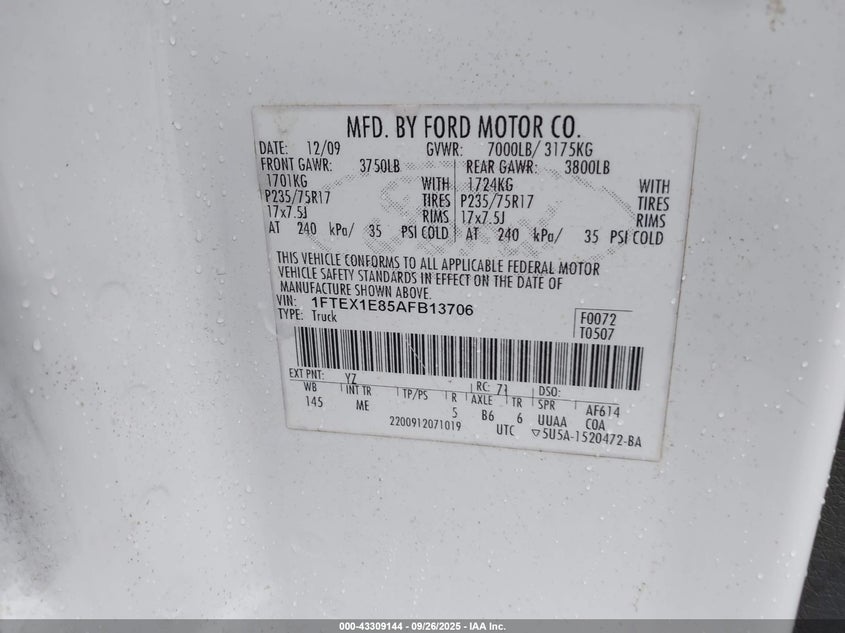 MFD. BY FORD MOTOR CO.
DATE: 12/09 GVWR: 7000LB/ 3175KG
FRONT GAWR: 3750LB REAR GAWR: 3800LB
1701KG WITH 1724KG WITH
P235/75R17 TIRES P235/75R17 TIRES
17x7.5J RIMS 17x7.5J RIMS
AT 240 kPa/ 35 PSI COLD AT 240 kPa/ 35 PSI COLD
THIS VEHICLE CONFORMS TO ALL APPLICABLE FEDERAL MOTOR
VEHICLE SAFETY STANDARDS IN EFFECT ON THE DATE OF
MANUFACTURE SHOWN ABOVE.
VIN: 1FTEX1E85AFB13706
TYPE: Truck
F0072
T0507
EXT PNT: YZ RC: 71 DSO:
WB INT TR TP/PS R AXLE TR SPR AF614
145 ME 5 B6 6 UUAA COA
2200912071019 UTC ▽5U5A-1520472-BA
000-43309144 - 09/26/2025 - IAA Inc.